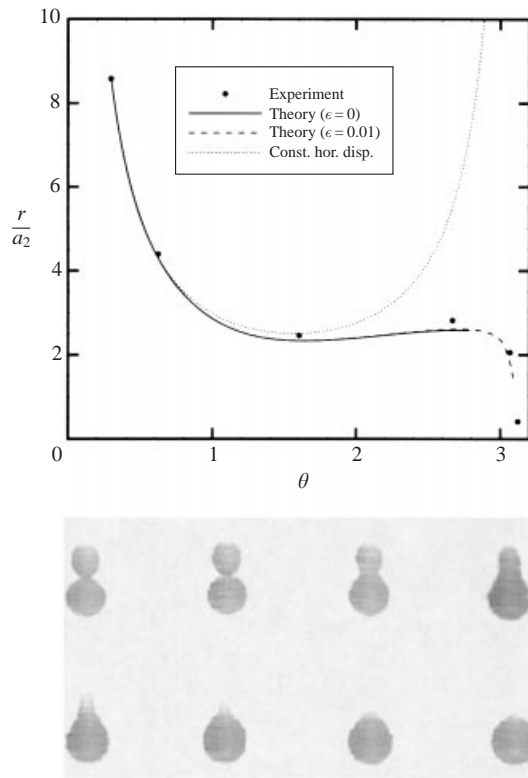 10
8
6
4
2
0
r
a₂
Experiment
Theory (ϵ = 0)
Theory (ϵ = 0.01)
Const. hor. disp.
0
1
2
3
θ